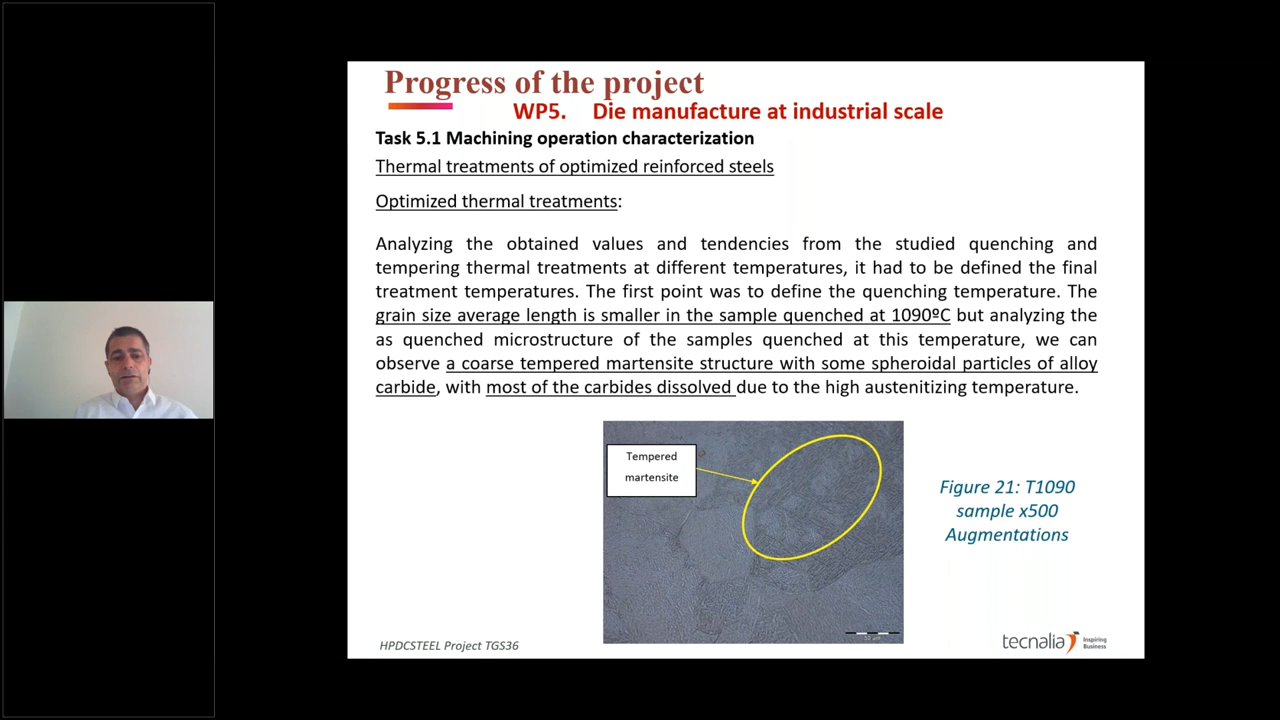 Progress of the project
WP5. Die manufacture at industrial scale
Task 5.1 Machining operation characterization
Thermal treatments of optimized reinforced steels
Optimized thermal treatments:
Analyzing the obtained values and tendencies from the studied quenching and
tempering thermal treatments at different temperatures, it had to be defined the final
treatment temperatures. The first point was to define the quenching temperature. The
grain size average length is smaller in the sample quenched at 1090ºC but analyzing the
as quenched microstructure of the samples quenched at this temperature, we can
observe a coarse tempered martensite structure with some spheroidal particles of alloy
carbide, with most of the carbides dissolved due to the high austenitizing temperature.
Tempered
martensite
Figure 21: T1090
sample x500
Augmentations
HPDCSTEEL Project TGS36
tecnalia
Inspiring
Business